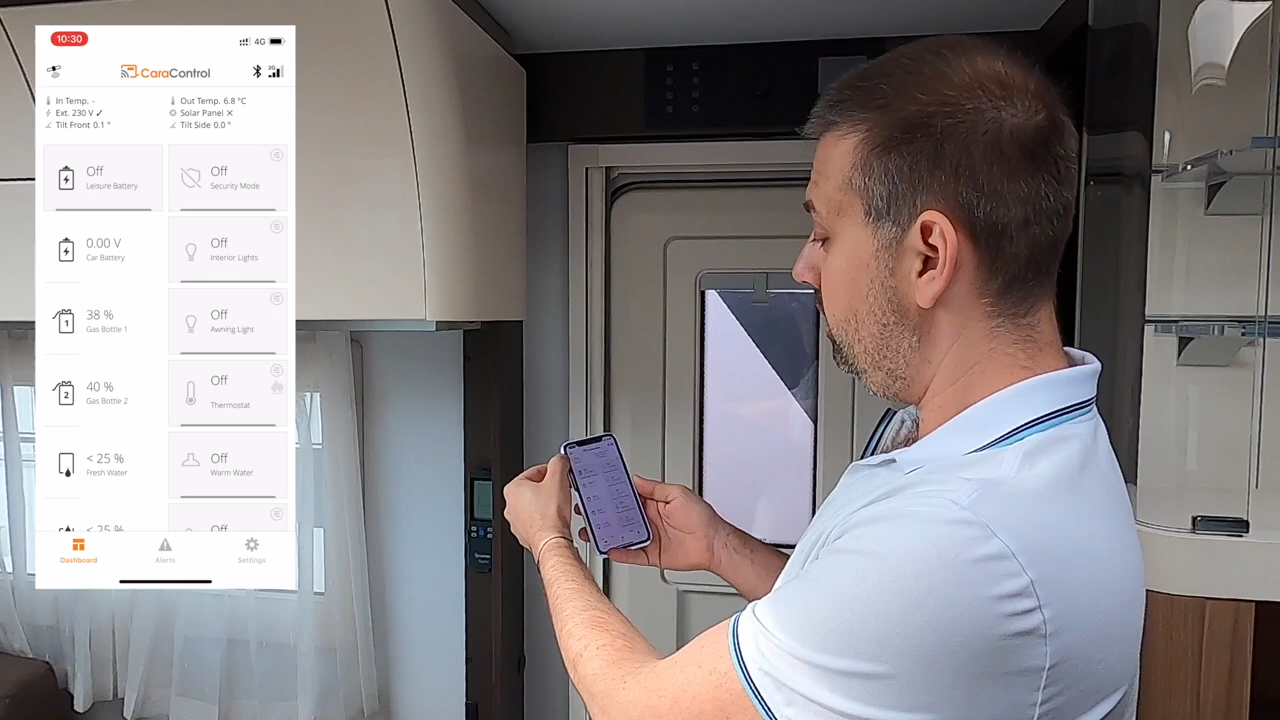 10:30
4G
CaraControl
3G
In Temp. -
Out Temp. 6.8 °C
Ext. 230 V ✓
Solar Panel ✕
Tilt Front 0.1 °
Tilt Side 0.0 °
Off
Leisure Battery
Off
Security Mode
0.00 V
Car Battery
Off
Interior Lights
1
38 %
Gas Bottle 1
Off
Awning Light
2
40 %
Gas Bottle 2
Off
Thermostat
< 25 %
Fresh Water
Off
Warm Water
< 25 %
Off
Dashboard
Alerts
Settings